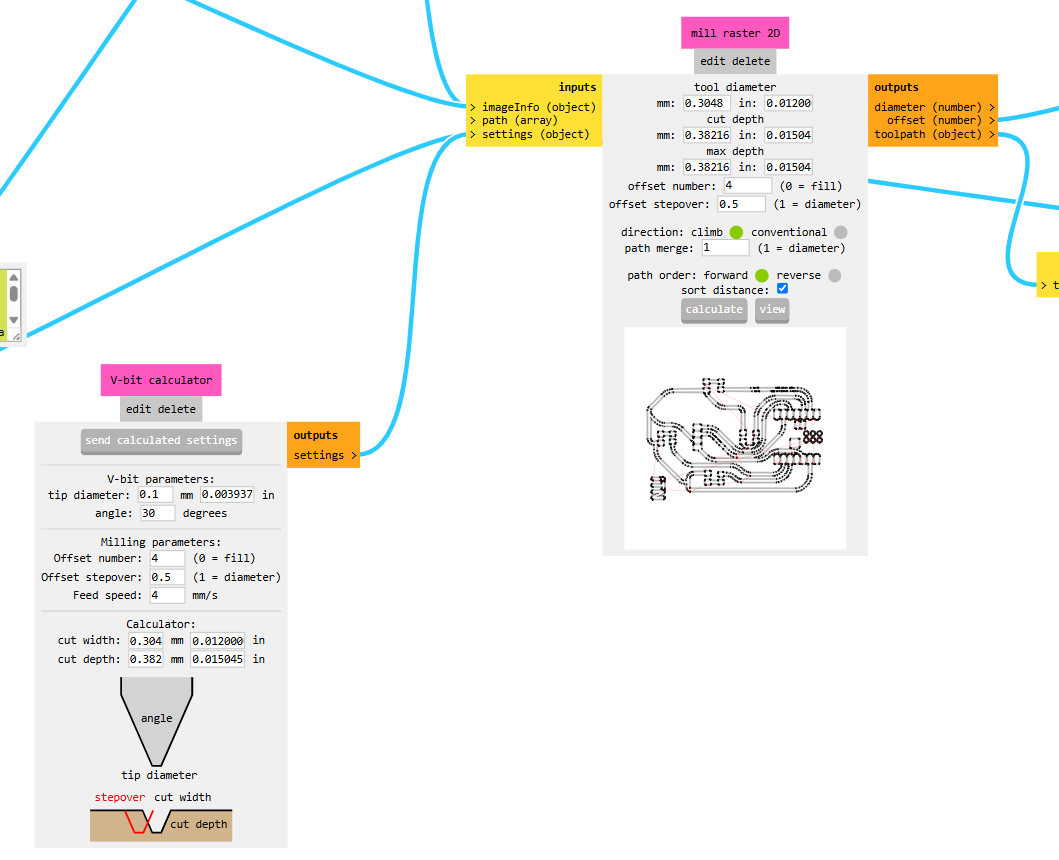 mill raster 2D
edit delete
inputs
> imageInfo (object)
> path (array)
> settings (object)
tool diameter
mm: 0.3048 in: 0.01200
cut depth
mm: 0.38216 in: 0.01504
max depth
mm: 0.38216 in: 0.01504
offset number: 4 (0 = fill)
offset stepover: 0.5 (1 = diameter)
direction: climb conventional
path merge: 1 (1 = diameter)
path order: forward reverse
sort distance:
calculate view
outputs
diameter (number) >
offset (number) >
toolpath (object) >
> t
a
V-bit calculator
edit delete
send calculated settings
outputs
settings >
V-bit parameters:
tip diameter: 0.1 mm 0.003937 in
angle: 30 degrees
Milling parameters:
Offset number: 4 (0 = fill)
Offset stepover: 0.5 (1 = diameter)
Feed speed: 4 mm/s
Calculator:
cut width: 0.304 mm 0.012000 in
cut depth: 0.382 mm 0.015045 in
angle
tip diameter
stepover cut width
cut depth